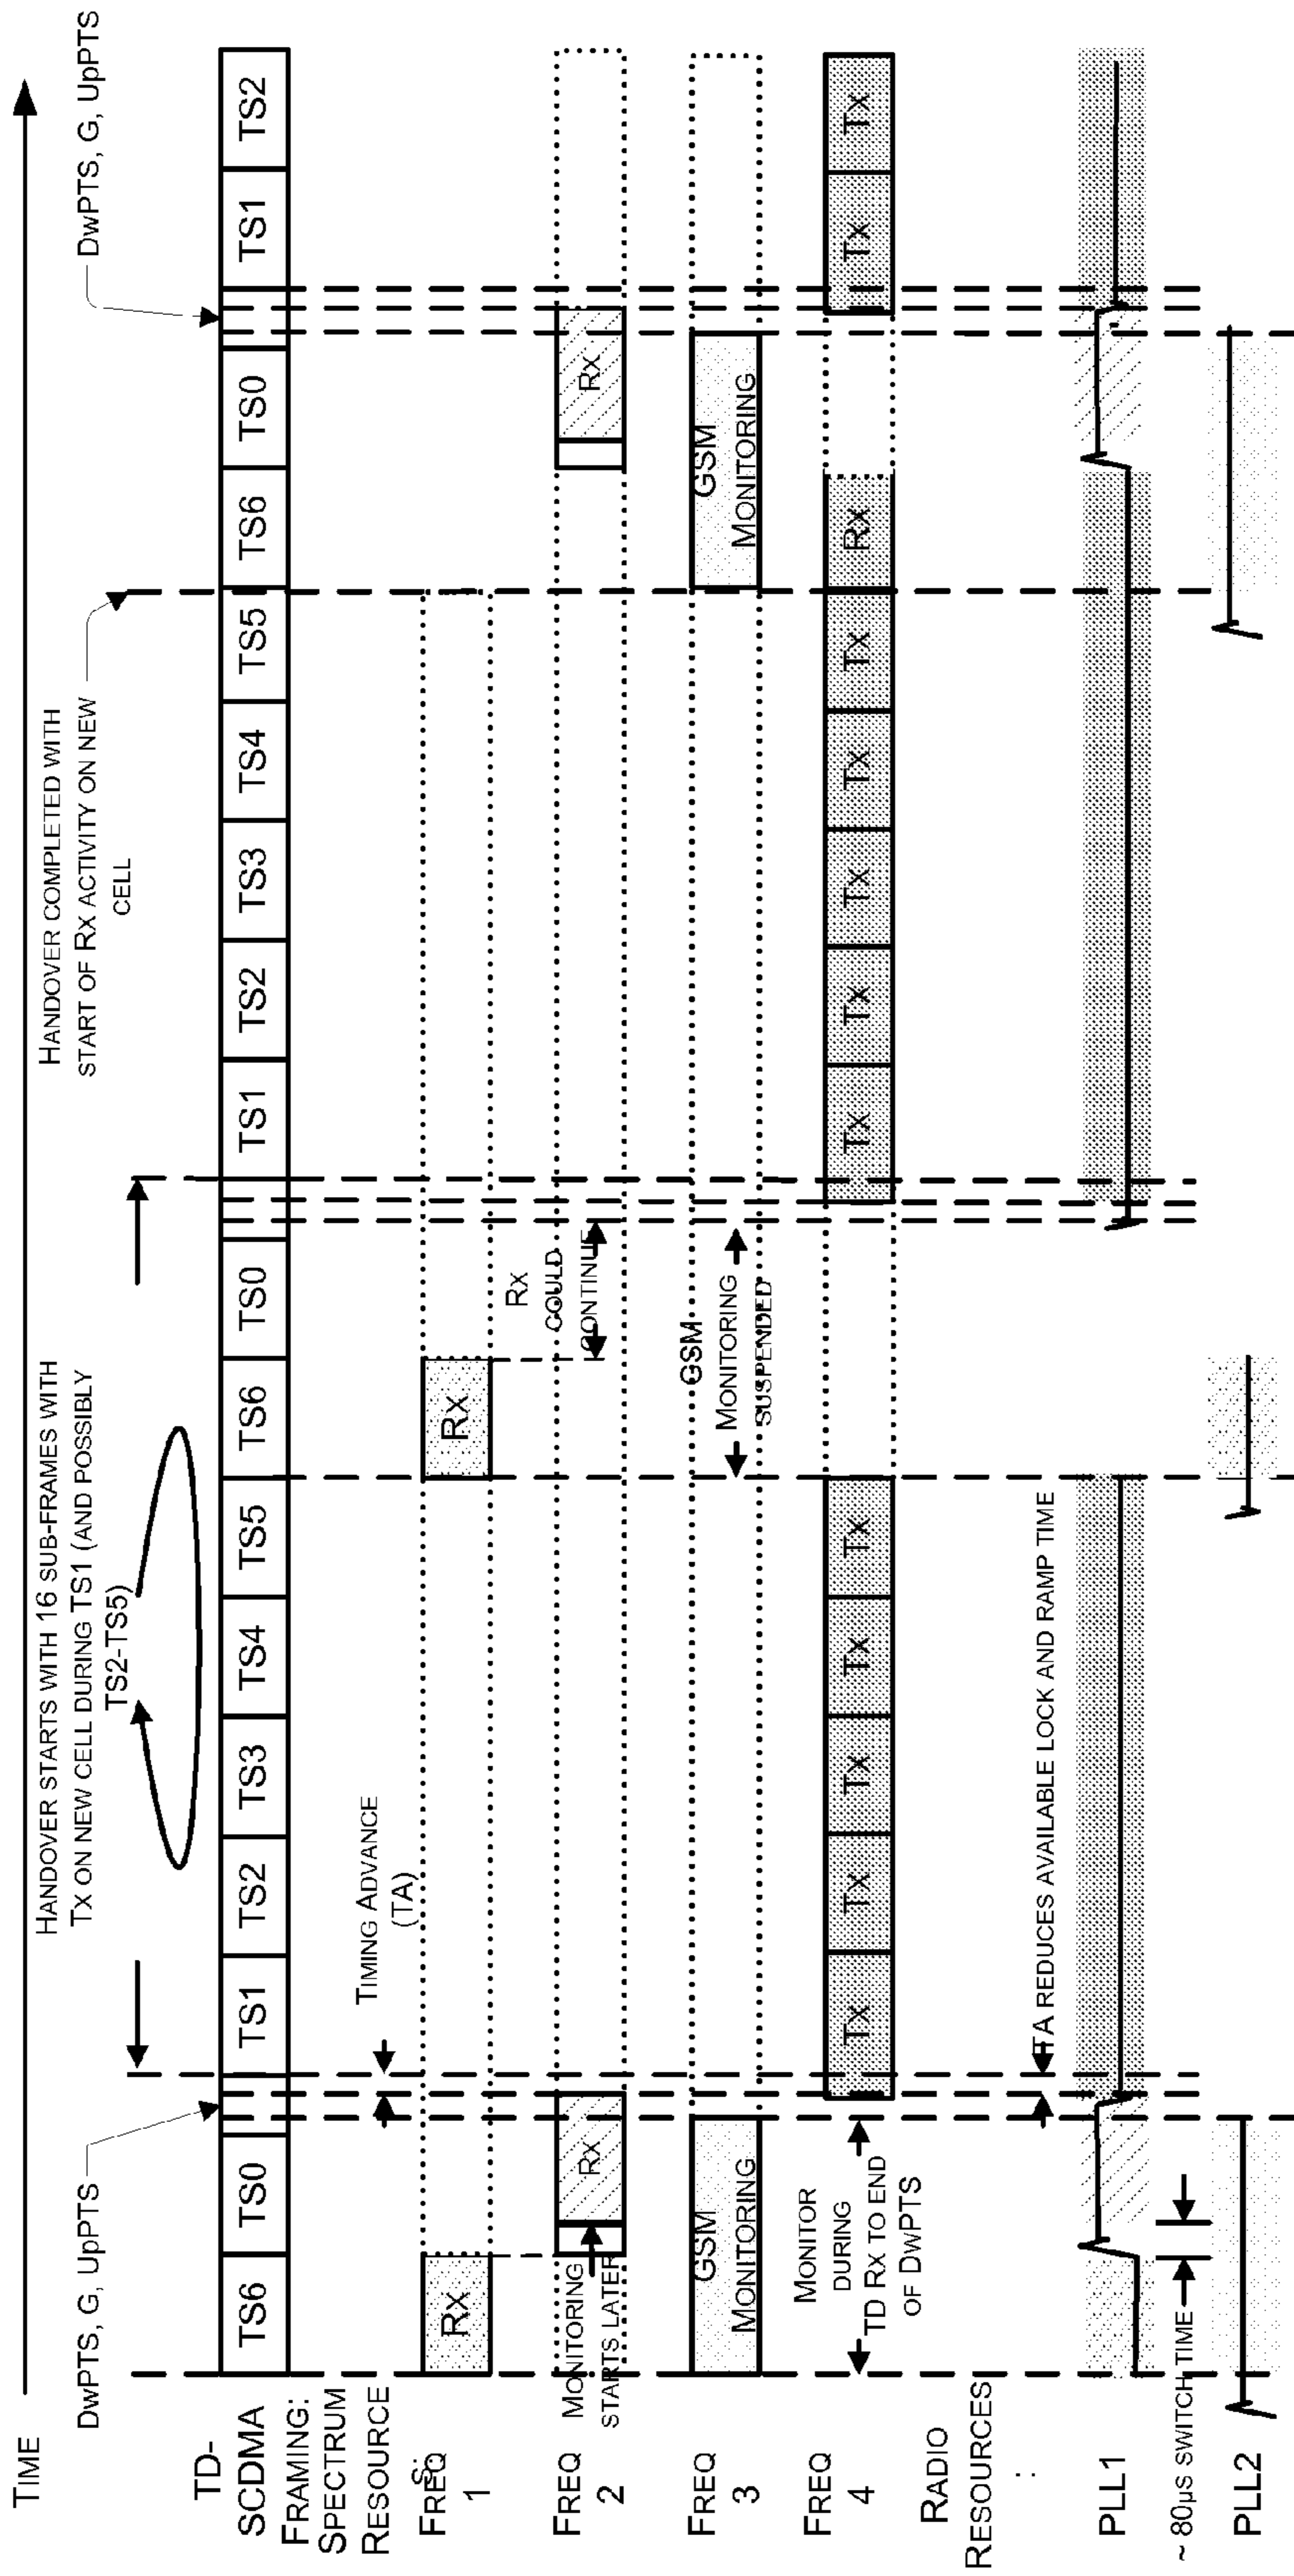 TIME
HANDOVER STARTS WITH 16 SUB-FRAMES WITH
TX ON NEW CELL DURING TS1 (AND POSSIBLY
TS2-TS5)
HANDOVER COMPLETED WITH
START OF RX ACTIVITY ON NEW
CELL
DWPTS, G, UPPTS
DWPTS, G, UPPTS
TD-
SCDMA
FRAMING:
TS6 TS0 TS1 TS2 TS3 TS4 TS5 TS6 TS0 TS1 TS2 TS3 TS4 TS5 TS6 TS0 TS1 TS2
SPECTRUM
RESOURCE
S:
TIMING ADVANCE
(TA)
FREQ
1
RX RX
RX
COULD
CONTINUE
FREQ
2
RX RX
MONITORING
STARTS LATER
FREQ
3
GSM
MONITORING
GSM
MONITORING
SUSPENDED
GSM
MONITORING
FREQ
4
TX TX TX TX TX TX TX TX TX TX RX TX TX
MONITOR
DURING
TD RX TO END
OF DWPTS
RADIO
RESOURCES
:
TA REDUCES AVAILABLE LOCK AND RAMP TIME
PLL1
~ 80µS SWITCH TIME
PLL2